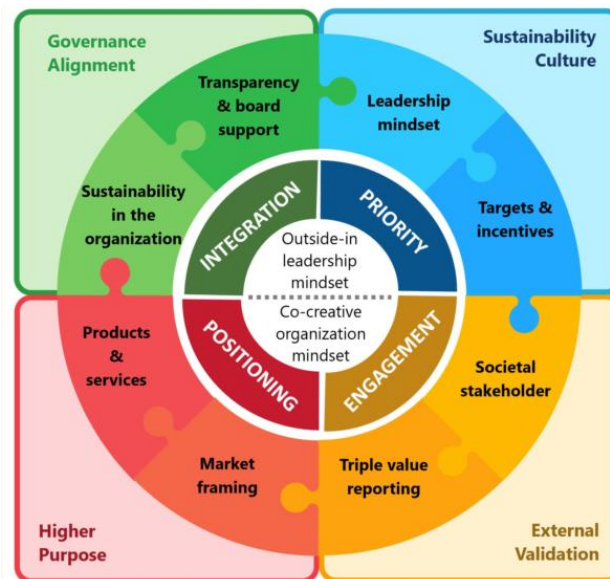 Governance
Alignment
Sustainability
Culture
Transparency
& board
support
Leadership
mindset
Sustainability
in the
organization
Targets &
incentives
INTEGRATION
PRIORITY
Outside-in
leadership
mindset
Co-creative
organization
mindset
POSITIONING
ENGAGEMENT
Products
&
services
Societal
stakeholder
Market
framing
Triple value
reporting
Higher
Purpose
External
Validation